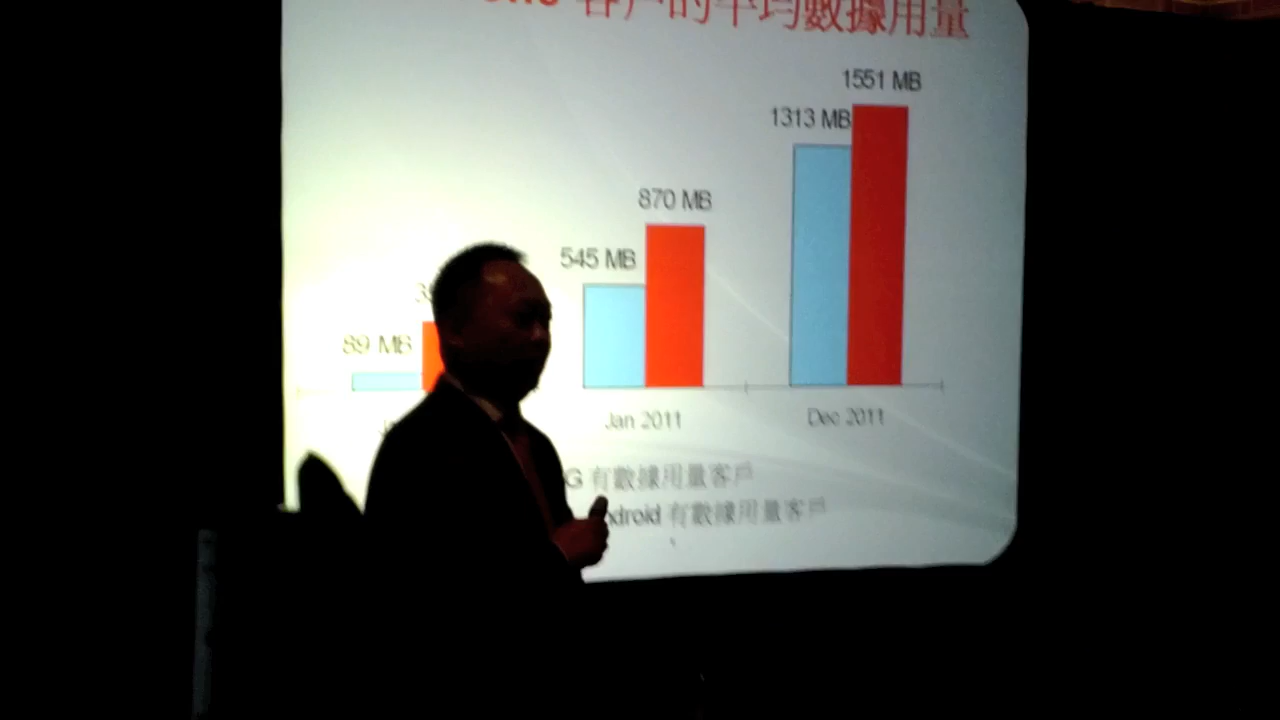 客戶的平均數據用量
1551 MB
1313 MB
870 MB
545 MB
89 MB
Jan 2011
Dec 2011
G 有數據用量客戶
ndroid 有數據用量客戶